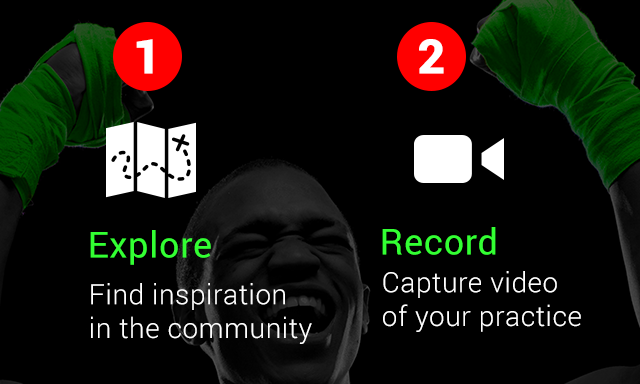 1
Explore
Find inspiration
in the community
2
Record
Capture video
of your practice